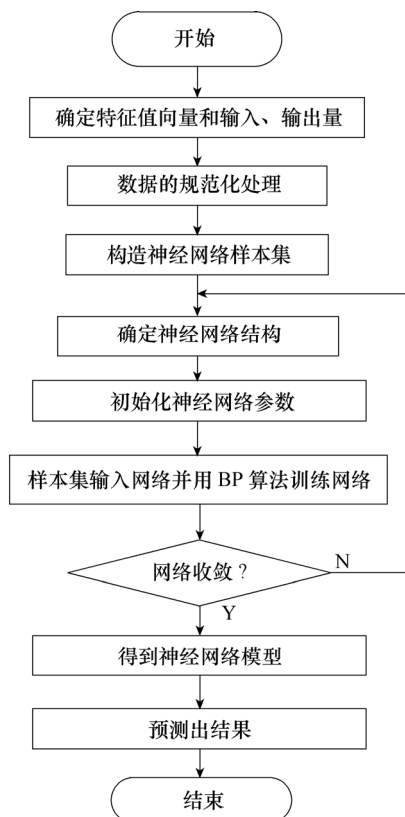 开始
确定特征值向量和输入、输出量
数据的规范化处理
构造神经网络样本集
确定神经网络结构
初始化神经网络参数
样本集输入网络并用 BP 算法训练网络
网络收敛？
N
Y
得到神经网络模型
预测出结果
结束